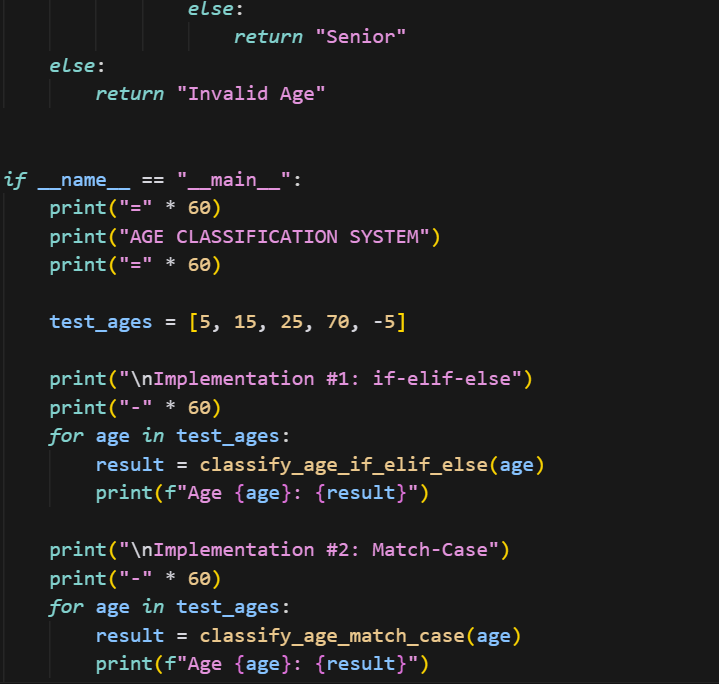 else:
                    return "Senior"
    else:
        return "Invalid Age"


if __name__ == "__main__":
    print("=" * 60)
    print("AGE CLASSIFICATION SYSTEM")
    print("=" * 60)

    test_ages = [5, 15, 25, 70, -5]

    print("\nImplementation #1: if-elif-else")
    print("-" * 60)
    for age in test_ages:
        result = classify_age_if_elif_else(age)
        print(f"Age {age}: {result}")

    print("\nImplementation #2: Match-Case")
    print("-" * 60)
    for age in test_ages:
        result = classify_age_match_case(age)
        print(f"Age {age}: {result}")